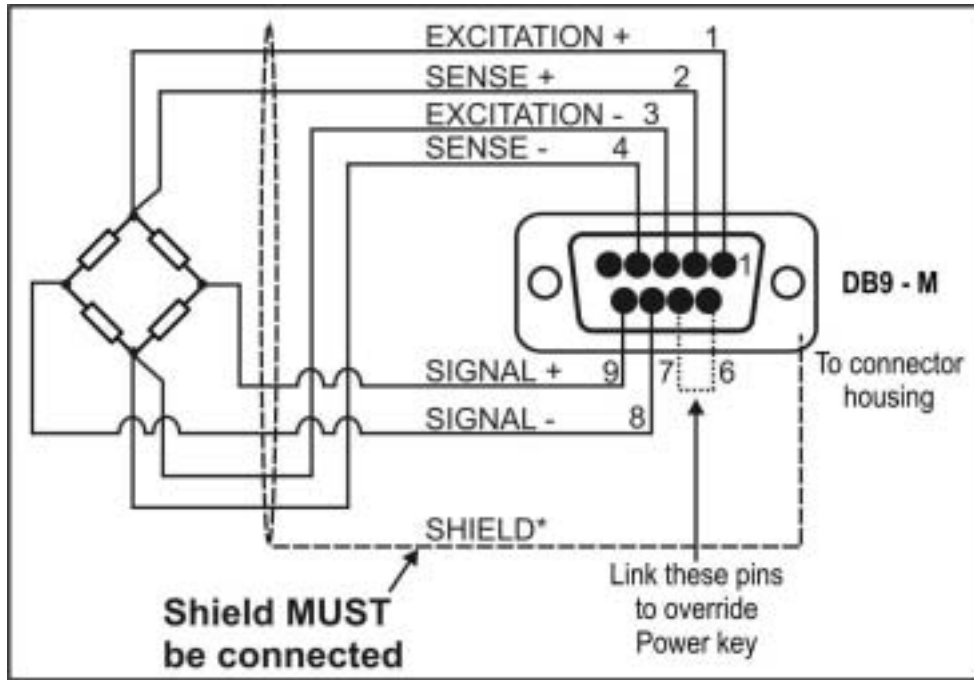 EXCITATION + 1
SENSE + 2
EXCITATION - 3
SENSE - 4
1
DB9 - M
SIGNAL + 9 7 6
To connector
housing
SIGNAL - 8
SHIELD*
Shield MUST
be connected
Link these pins
to override
Power key